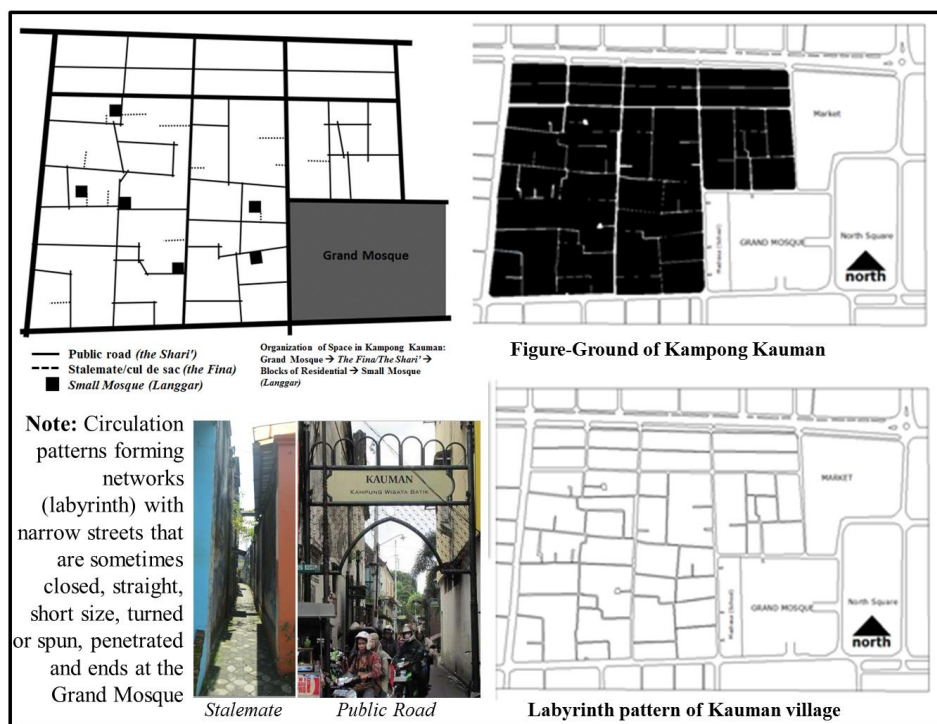 Grand Mosque
Public road (the Shari')
Stalemate/cul de sac (the Fina)
Small Mosque (Langgar)
Organization of Space in Kampong Kauman:
Grand Mosque → The Fina/The Shari' →
Blocks of Residential → Small Mosque
(Langgar)
Market
Madrasa (School)
GRAND MOSQUE
North Square
north
Figure-Ground of Kampong Kauman
Note: Circulation
patterns forming
networks
(labyrinth) with
narrow streets that
are sometimes
closed, straight,
short size, turned
or spun, penetrated
and ends at the
Grand Mosque
KAUMAN
KAMPUNG WISATA BATIK
Stalemate
Public Road
MARKET
Madrasa (School)
GRAND MOSQUE
North Square
north
Labyrinth pattern of Kauman village